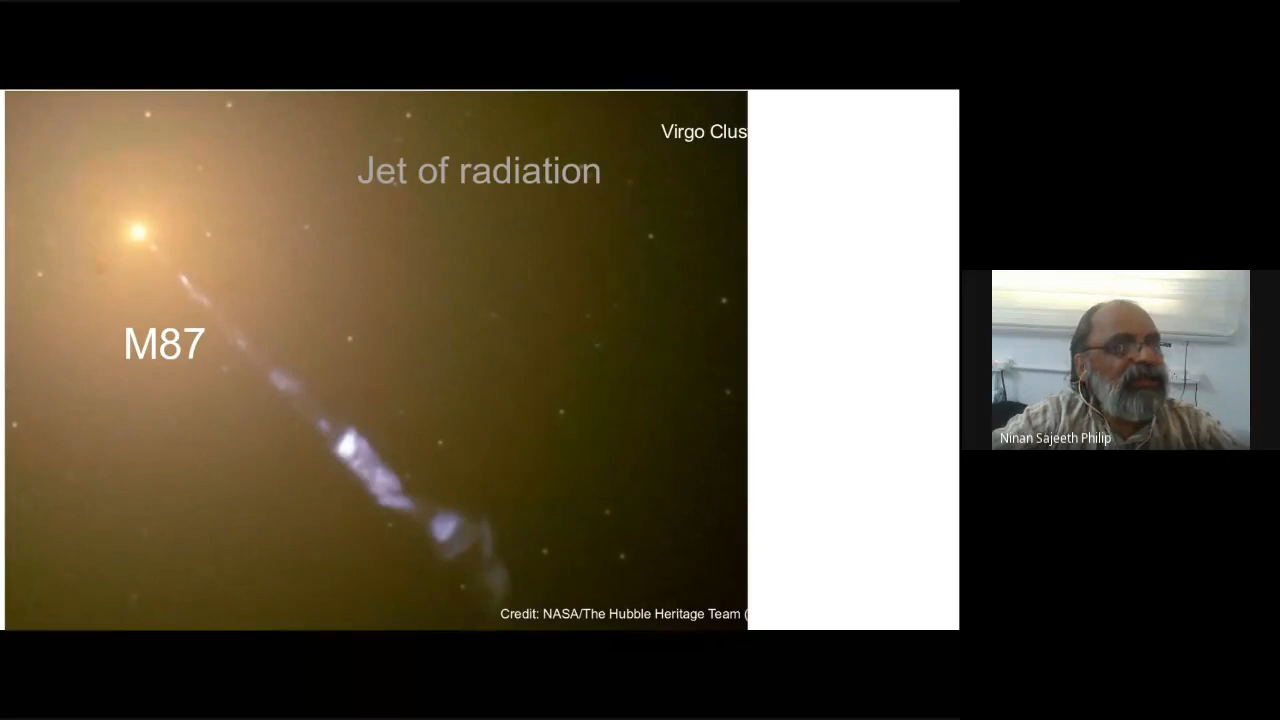 Virgo Clus
Jet of radiation
M87
Credit: NASA/The Hubble Heritage Team (
Ninan Sajeeth Philip